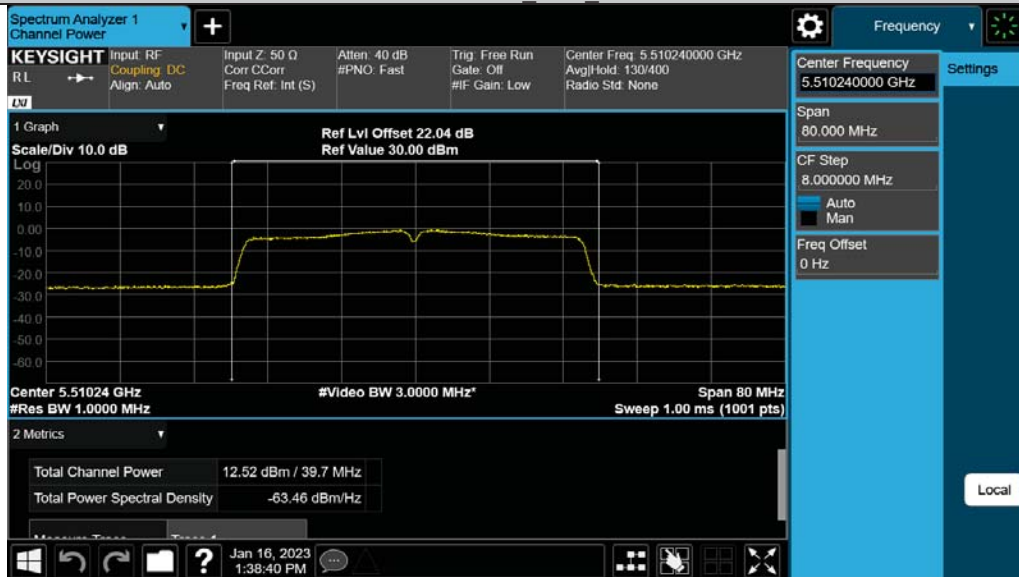 Spectrum Analyzer 1
Channel Power
+
Frequency
KEYSIGHT
RL
LXI
Input: RF
Coupling: DC
Align: Auto
Input Z: 50 Ω
Corr CCorr
Freq Ref: Int (S)
Atten: 40 dB
#PNO: Fast
Trig: Free Run
Gate: Off
#IF Gain: Low
Center Freq: 5.510240000 GHz
Avg|Hold: 130/400
Radio Std: None
Center Frequency
5.510240000 GHz
Settings
Span
80.000 MHz
CF Step
8.000000 MHz
Auto
Man
Freq Offset
0 Hz
Local
1 Graph
Scale/Div 10.0 dB
Ref Lvl Offset 22.04 dB
Ref Value 30.00 dBm
Log
20.0
10.0
0.00
-10.0
-20.0
-30.0
-40.0
-50.0
-60.0
Center 5.51024 GHz
#Video BW 3.0000 MHz*
Span 80 MHz
#Res BW 1.0000 MHz
Sweep 1.00 ms (1001 pts)
2 Metrics
Total Channel Power 12.52 dBm / 39.7 MHz
Total Power Spectral Density -63.46 dBm/Hz
?
Jan 16, 2023
1:38:40 PM